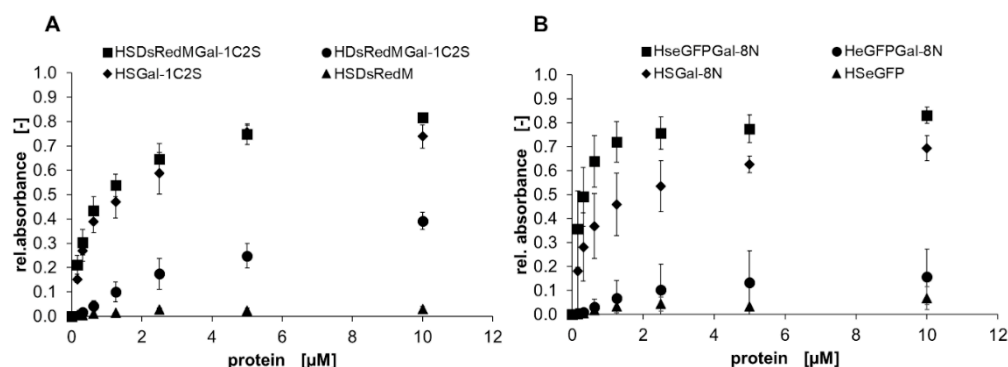 A
■ HSDsRedMGal-1C2S ● HDsRedMGal-1C2S
◆ HSGal-1C2S ▲ HSDsRedM
1.0
0.9
0.8
0.7
0.6
0.5
0.4
0.3
0.2
0.1
0.0
rel.absorbance [-]
0 2 4 6 8 10 12
protein [µM]
B
■ HseGFPGal-8N ● HeGFPGal-8N
◆ HSGal-8N ▲ HSeGFP
1.0
0.9
0.8
0.7
0.6
0.5
0.4
0.3
0.2
0.1
0.0
rel. absorbance [-]
0 2 4 6 8 10 12
protein [µM]